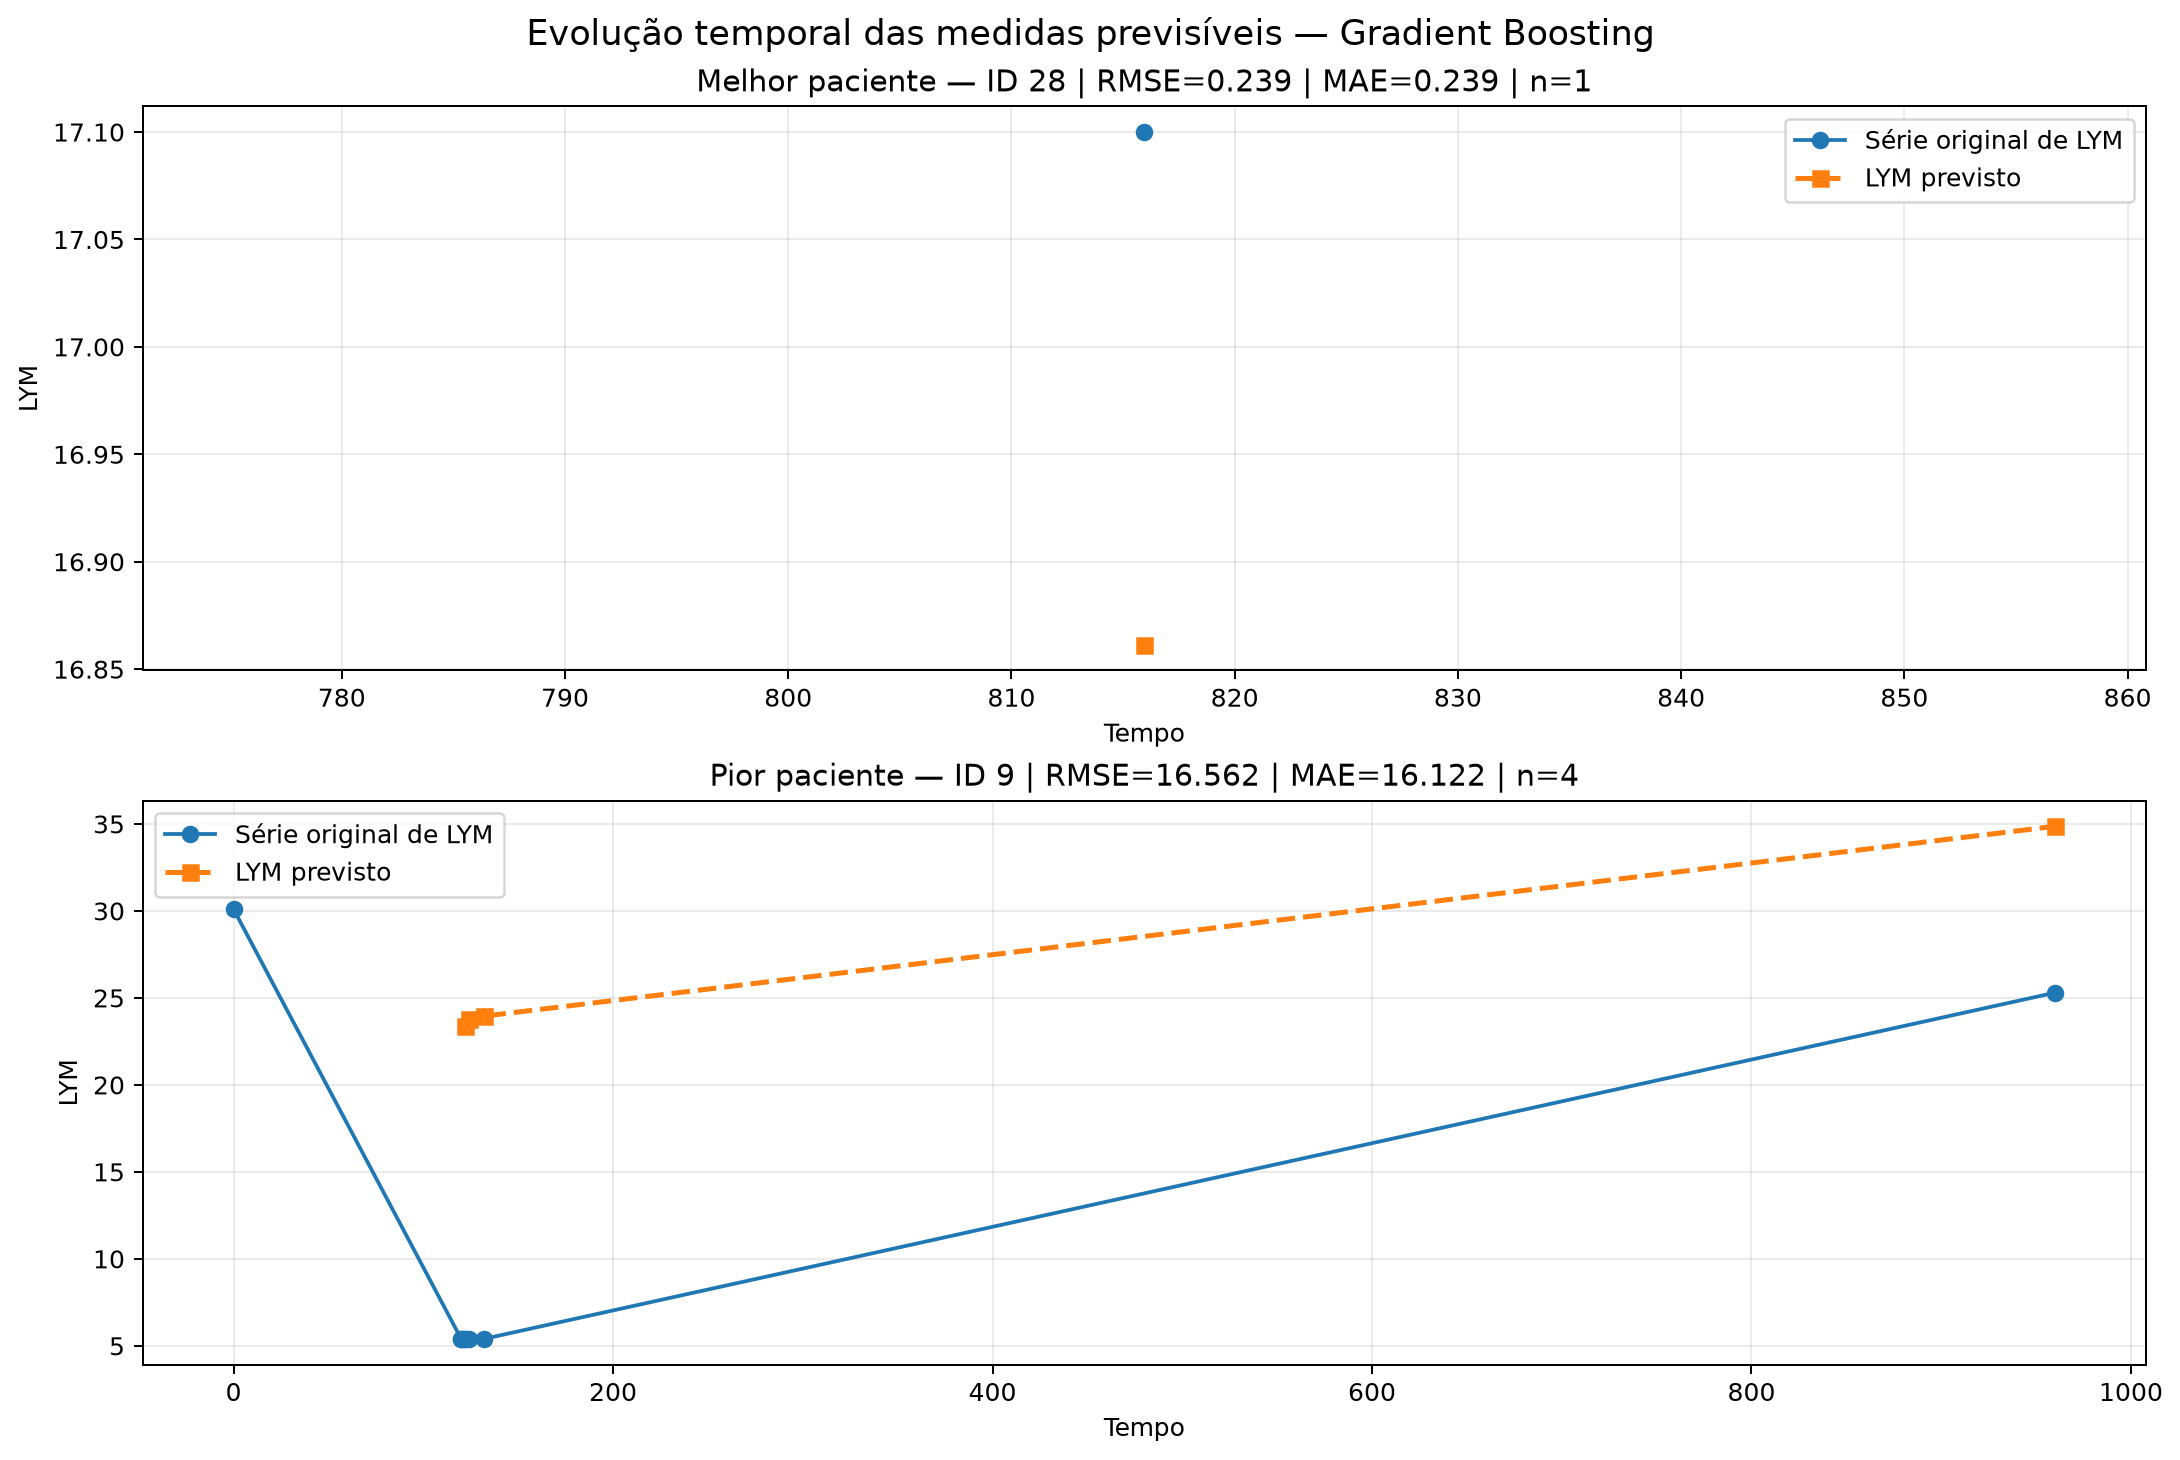 Evolução temporal das medidas previsíveis — Gradient Boosting
Melhor paciente — ID 28 | RMSE=0.239 | MAE=0.239 | n=1
17.10
17.05
17.00
16.95
16.90
16.85
LYM
Série original de LYM
LYM previsto
780 790 800 810 820 830 840 850 860
Tempo
Pior paciente — ID 9 | RMSE=16.562 | MAE=16.122 | n=4
35
30
25
20
15
10
5
LYM
Série original de LYM
LYM previsto
0 200 400 600 800 1000
Tempo